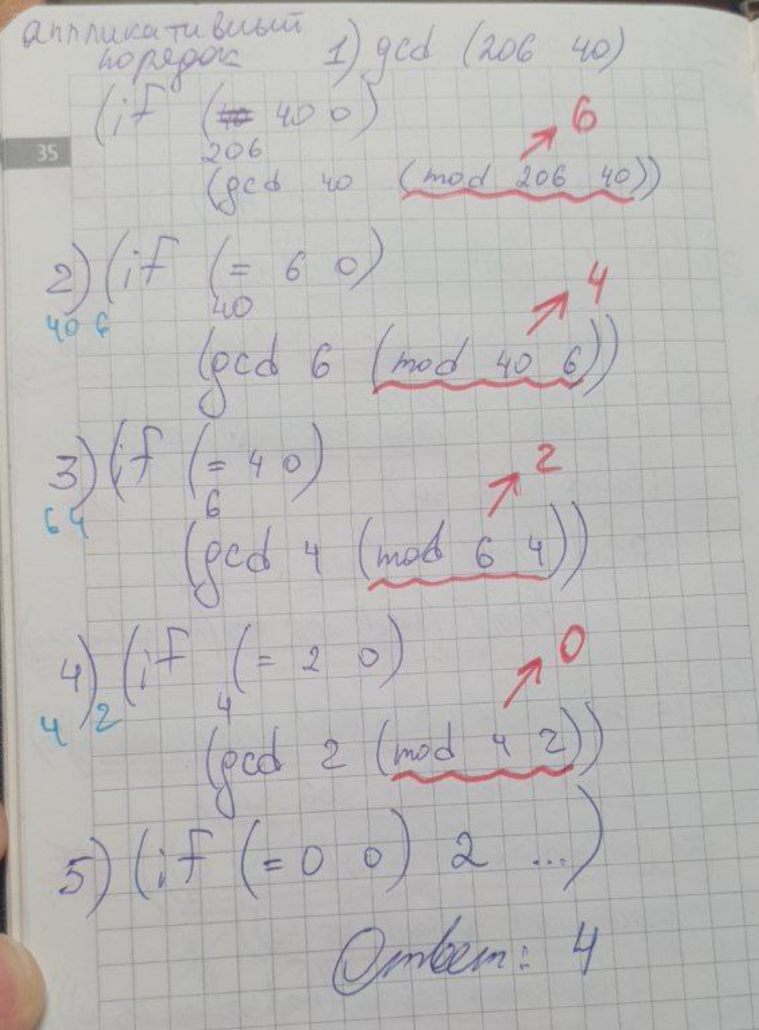 аппликативный
порядок 1) gcd (206 40)
(if (40 0)
206
35
6
(gcd 40 (mod 206 40))
2) (if (= 6 0)
40 6
40
4
(gcd 6 (mod 40 6))
3) (if (= 4 0)
6 4
6
2
(gcd 4 (mod 6 4))
4) (if (= 2 0)
4 2
4
0
(gcd 2 (mod 4 2))
5) (if (= 0 0) 2 ...)
Ответ: 4